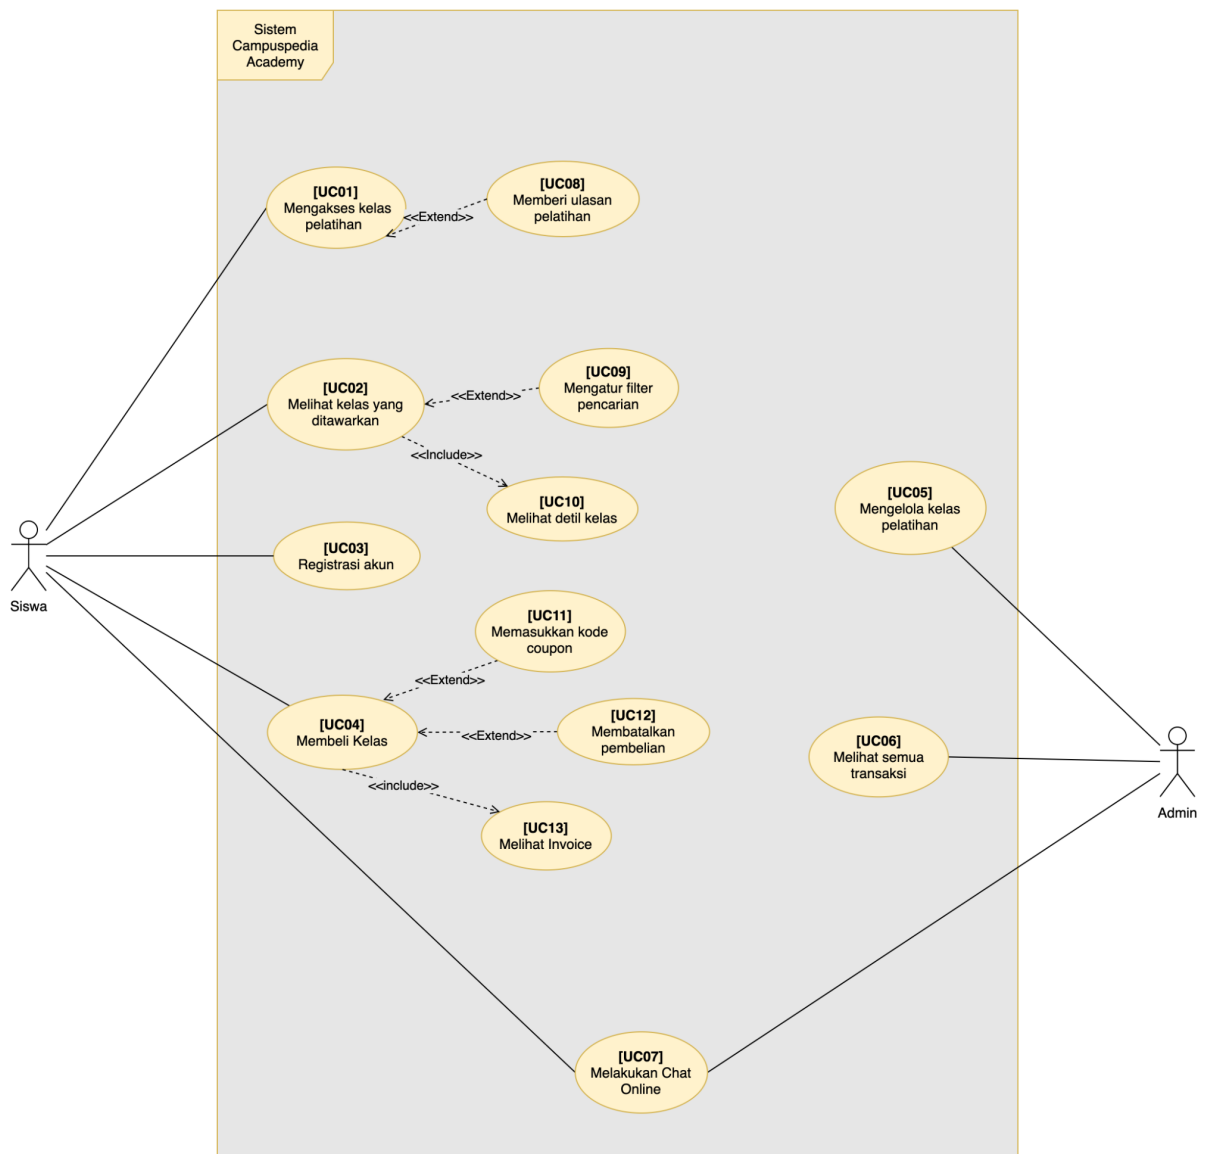 Sistem
Campuspedia
Academy
[UC01]
Mengakses kelas
pelatihan
<<Extend>>
[UC08]
Memberi ulasan
pelatihan
[UC02]
Melihat kelas yang
ditawarkan
<<Extend>>
[UC09]
Mengatur filter
pencarian
<<Include>>
[UC10]
Melihat detil kelas
[UC05]
Mengelola kelas
pelatihan
[UC03]
Registrasi akun
Siswa
[UC11]
Memasukkan kode
coupon
<<Extend>>
[UC04]
Membeli Kelas
<<Extend>>
[UC12]
Membatalkan
pembelian
[UC06]
Melihat semua
transaksi
<<include>>
[UC13]
Melihat Invoice
Admin
[UC07]
Melakukan Chat
Online